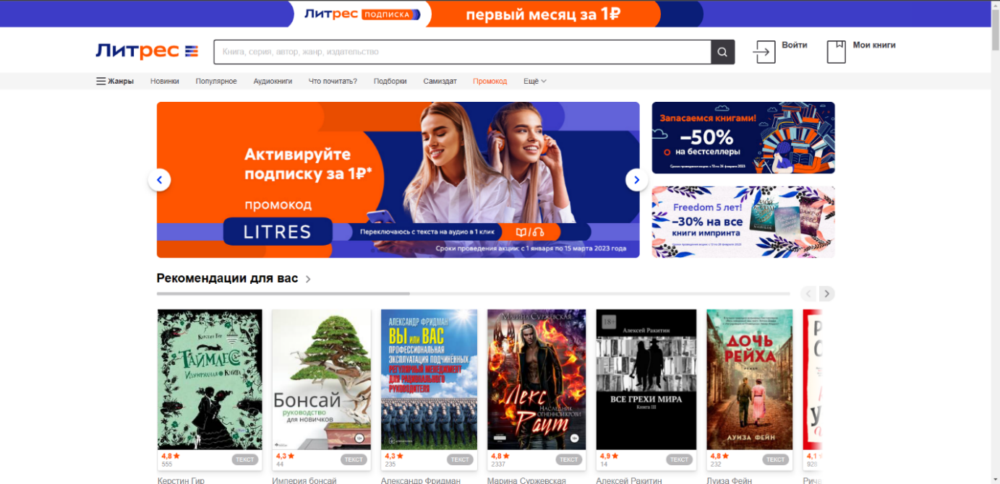 Литрес ПОДПИСКА первый месяц за 1₽
Литрес Книга, серия, автор, жанр, издательство Войти Мои книги
Жанры Новинки Популярное Аудиокниги Что почитать? Подборки Самиздат Промокод Ещё
Активируйте
подписку за 1₽*
промокод
LITRES
Переключаюсь с текста на аудио в 1 клик
Сроки проведения акции: с 1 января по 15 марта 2023 года
Запасаемся книгами!
−50%
на бестселлеры
Freedom 5 лет!
−30% на все
книги импринта
Рекомендации для вас
Керстин Гир
ТАЙМЛЕСС
ИЗУМРУДНАЯ КНИГА
4,8 555 ТЕКСТ
Керстин Гир
Бонсай
руководство
для новичков
4,3 44 ТЕКСТ
Империя бонсай
АЛЕКСАНДР ФРИДМАН
ВЫ или ВАС
ПРОФЕССИОНАЛЬНАЯ
ЭКСПЛУАТАЦИЯ ПОДЧИНЁННЫХ
РЕГУЛЯРНЫЙ МЕНЕДЖМЕНТ
ДЛЯ РАЦИОНАЛЬНОГО
РУКОВОДИТЕЛЯ
4,3 235 ТЕКСТ
Александр Фридман
МАРИНА СУРЖЕВСКАЯ
Лекс
НАСЛЕДНИК
ОГНЕННОЙ КРОВИ
Раут
4,8 2337 ТЕКСТ
Марина Суржевская
18+
Алексей Ракитин
ВСЕ ГРЕХИ МИРА
Книга III
4,9 14 ТЕКСТ
Алексей Ракитин
ДОЧЬ
РЕЙХА
РОМАН
ЛУИЗА ФЕЙН
4,8 232 ТЕКСТ
Луиза Фейн
4,1
928
Рича